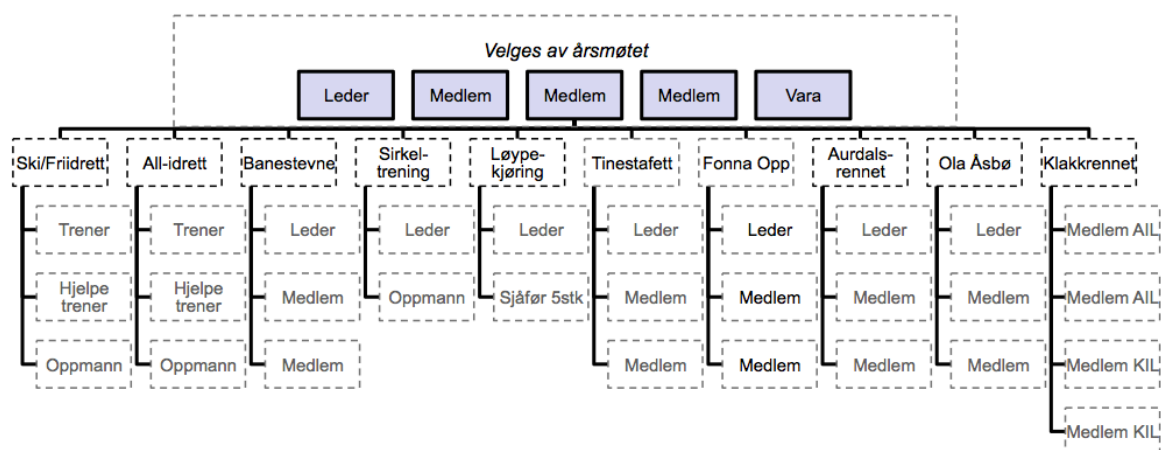 Velges av årsmøtet
Leder Medlem Medlem Medlem Vara
Ski/Friidrett
All-idrett
Banestevne
Sirkel-
trening
Løype-
kjøring
Tinestafett
Fonna Opp
Aurdals-
rennet
Ola Åsbø
Klakkrennet
Trener
Hjelpe
trener
Oppmann
Trener
Hjelpe
trener
Oppmann
Leder
Medlem
Medlem
Leder
Oppmann
Leder
Sjåfør 5stk
Leder
Medlem
Medlem
Leder
Medlem
Medlem
Leder
Medlem
Medlem
Leder
Medlem
Medlem
Medlem AIL
Medlem AIL
Medlem KIL
Medlem KIL